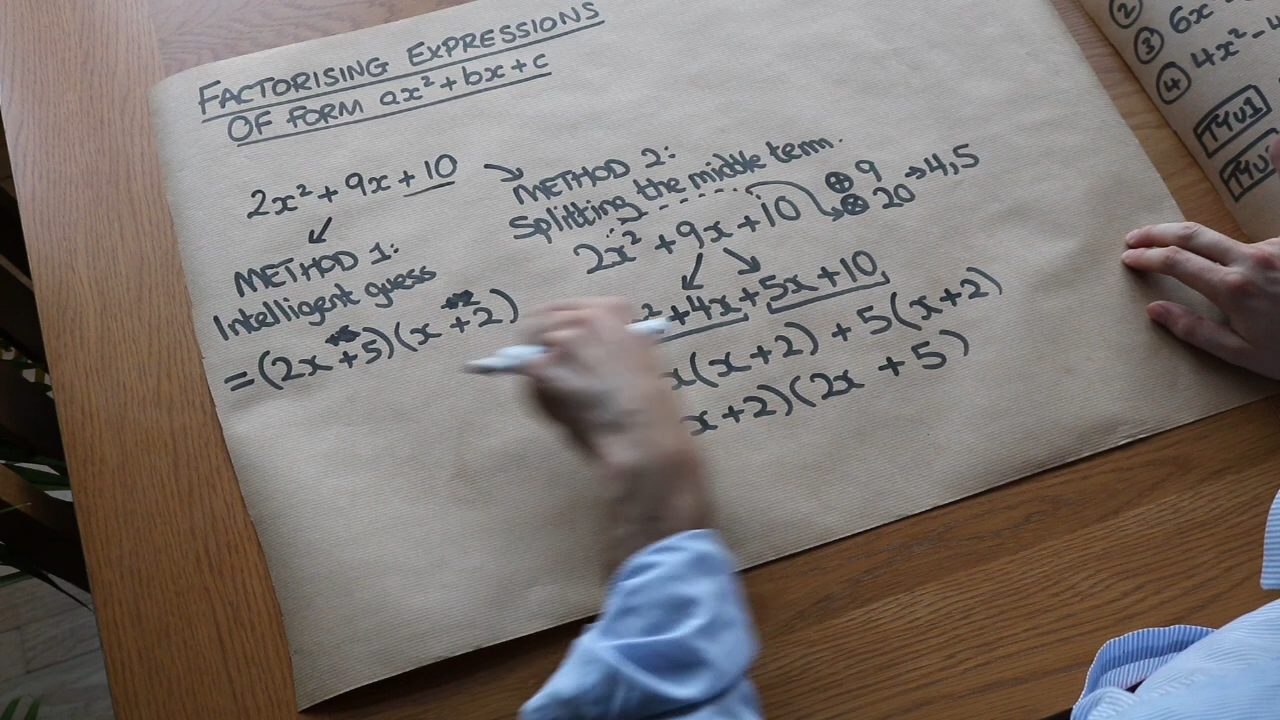 FACTORISING EXPRESSIONS
OF FORM ax²+bx+c
2x²+9x+10
METHOD 1:
Intelligent guess
=(2x+5)(x+2)
METHOD 2:
Splitting the middle term.
2x²+9x+10
⊕ 9
⊗ 20 → 4,5
²+4x+5x+10
x(x+2)+5(x+2)
x+2)(2x+5)
②
③ 6x
④ 4x²-4
TYU1
TYU